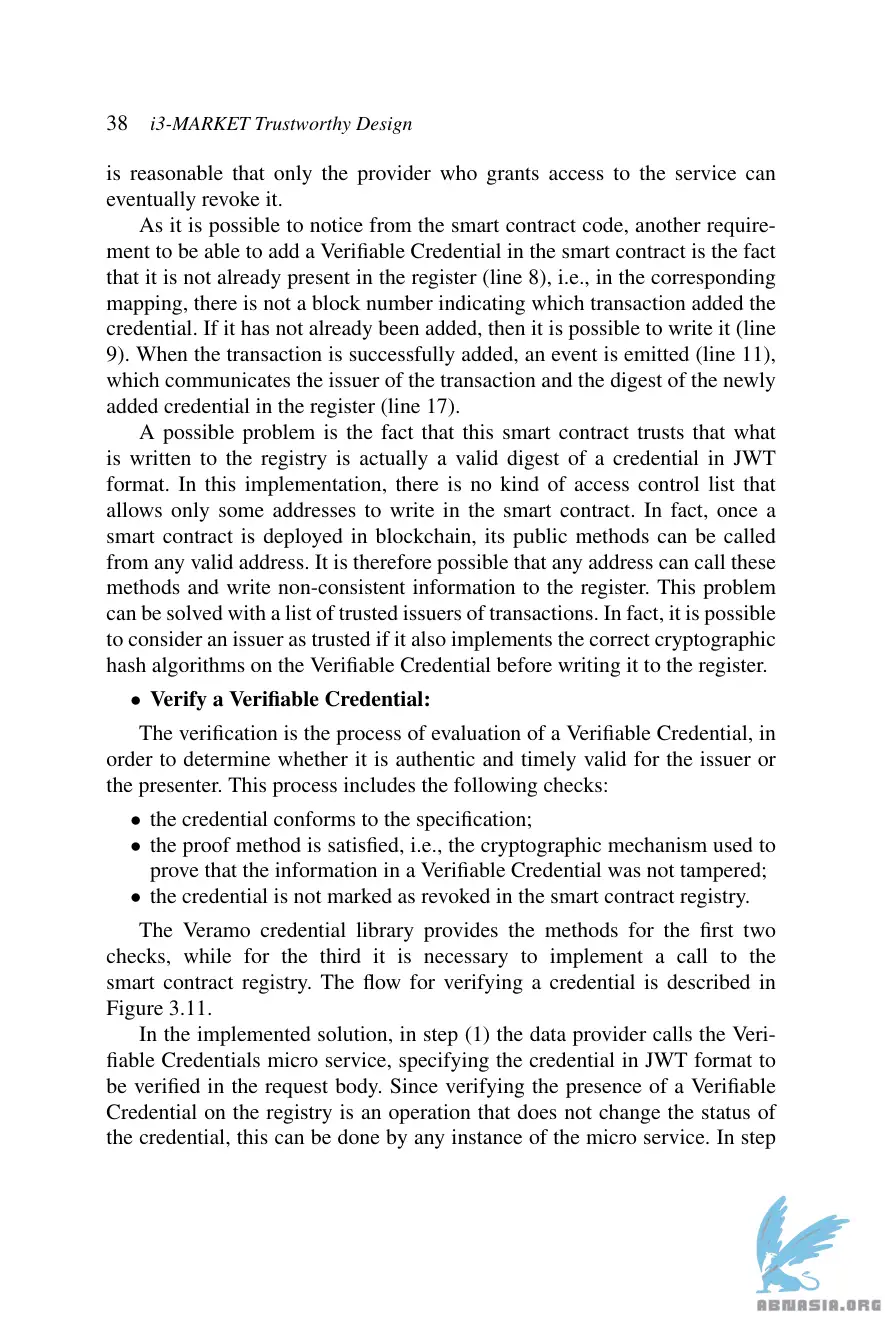 38 i3-MARKET Trustworthy Design
is reasonable that only the provider who grants access to the service can
eventually revoke it.
As it is possible to notice from the smart contract code, another require-
ment to be able to add a Verifiable Credential in the smart contract is the fact
that it is not already present in the register (line 8), i.e., in the corresponding
mapping, there is not a block number indicating which transaction added the
credential. If it has not already been added, then it is possible to write it (line
9). When the transaction is successfully added, an event is emitted (line 11),
which communicates the issuer of the transaction and the digest of the newly
added credential in the register (line 17).
A possible problem is the fact that this smart contract trusts that what
is written to the registry is actually a valid digest of a credential in JWT
format. In this implementation, there is no kind of access control list that
allows only some addresses to write in the smart contract. In fact, once a
smart contract is deployed in blockchain, its public methods can be called
from any valid address. It is therefore possible that any address can call these
methods and write non-consistent information to the register. This problem
can be solved with a list of trusted issuers of transactions. In fact, it is possible
to consider an issuer as trusted if it also implements the correct cryptographic
hash algorithms on the Verifiable Credential before writing it to the register.
• Verify a Verifiable Credential:
The verification is the process of evaluation of a Verifiable Credential, in
order to determine whether it is authentic and timely valid for the issuer or
the presenter. This process includes the following checks:
• the credential conforms to the specification;
• the proof method is satisfied, i.e., the cryptographic mechanism used to
prove that the information in a Verifiable Credential was not tampered;
• the credential is not marked as revoked in the smart contract registry.
The Veramo credential library provides the methods for the first two
checks, while for the third it is necessary to implement a call to the
smart contract registry. The flow for verifying a credential is described in
Figure 3.11.
In the implemented solution, in step (1) the data provider calls the Veri-
fiable Credentials micro service, specifying the credential in JWT format to
be verified in the request body. Since verifying the presence of a Verifiable
Credential on the registry is an operation that does not change the status of
the credential, this can be done by any instance of the micro service. In step
ABNASIA.ORG